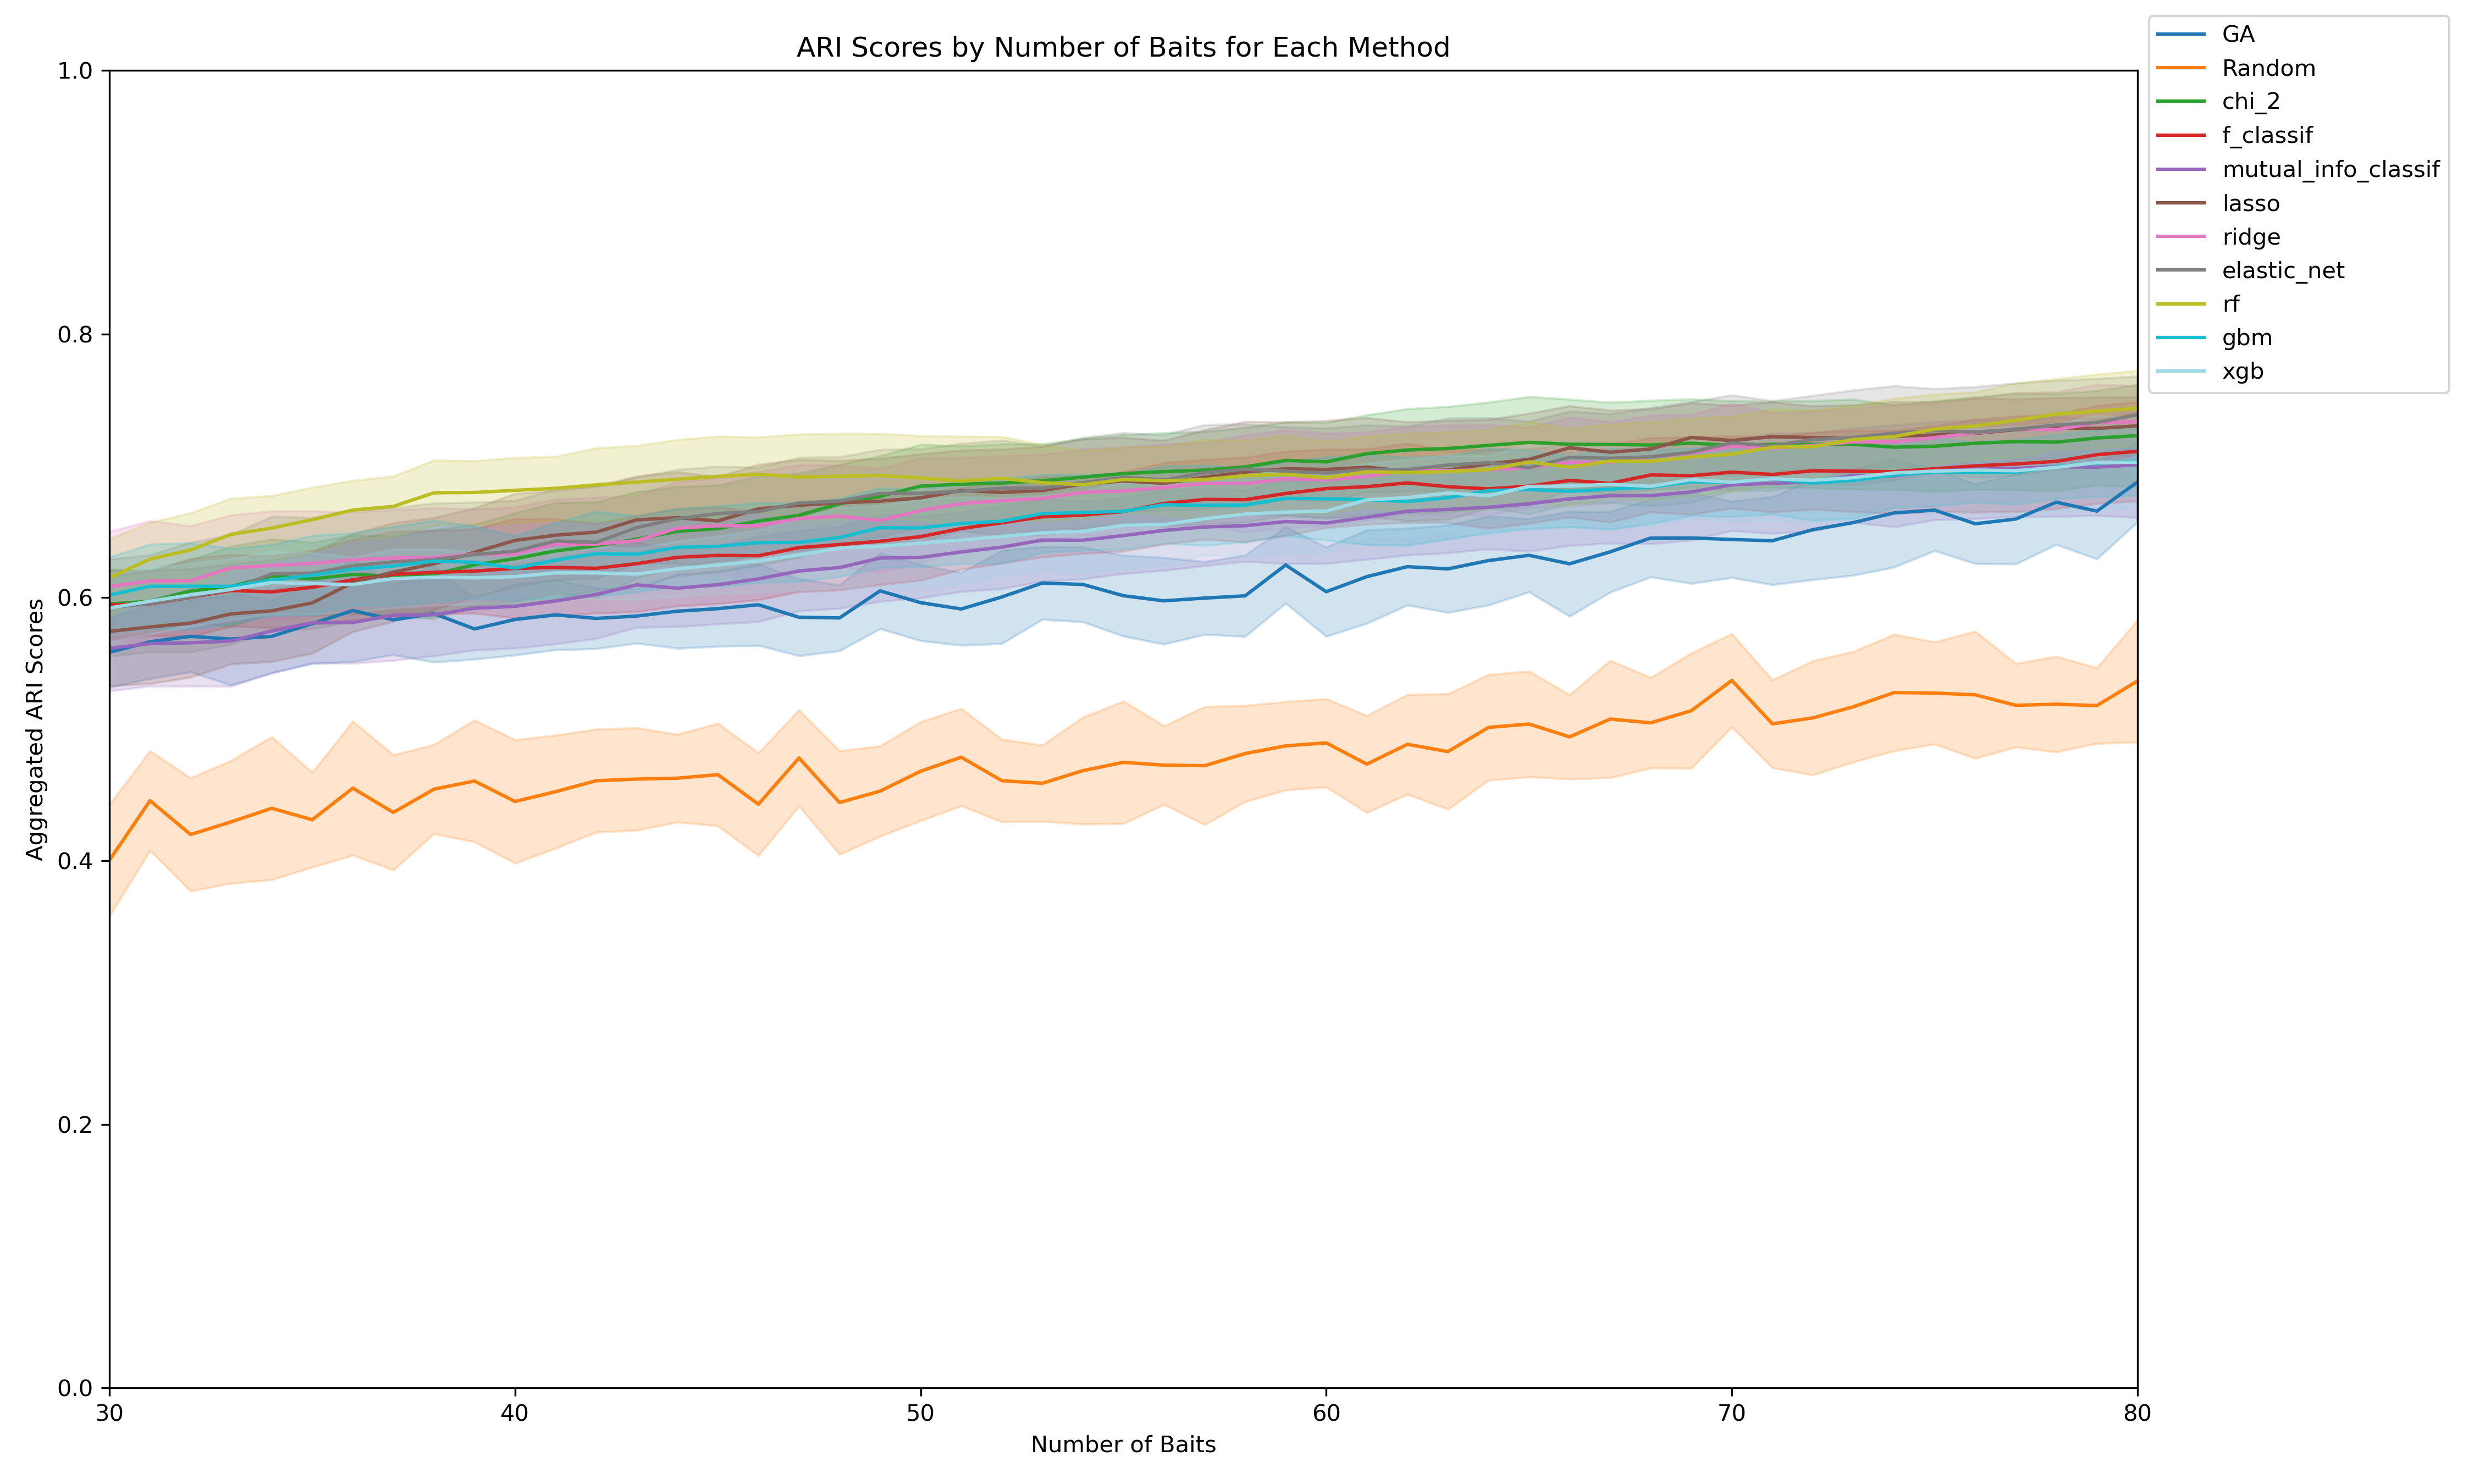 ARI Scores by Number of Baits for Each Method
GA
Random
chi_2
f_classif
mutual_info_classif
lasso
ridge
elastic_net
rf
gbm
xgb
Aggregated ARI Scores
1.0
0.8
0.6
0.4
0.2
0.0
30 40 50 60 70 80
Number of Baits